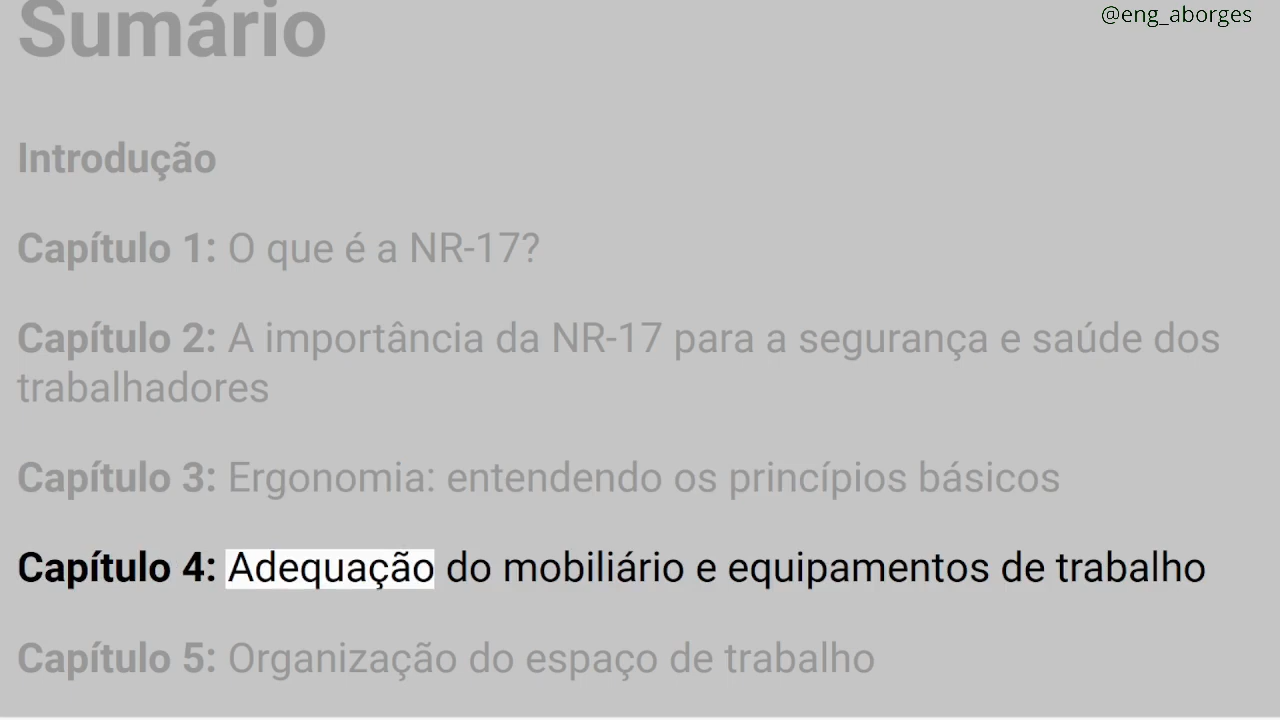 @eng_aborges
Sumário
Introdução
Capítulo 1: O que é a NR-17?
Capítulo 2: A importância da NR-17 para a segurança e saúde dos
trabalhadores
Capítulo 3: Ergonomia: entendendo os princípios básicos
Capítulo 4: Adequação do mobiliário e equipamentos de trabalho
Capítulo 5: Organização do espaço de trabalho